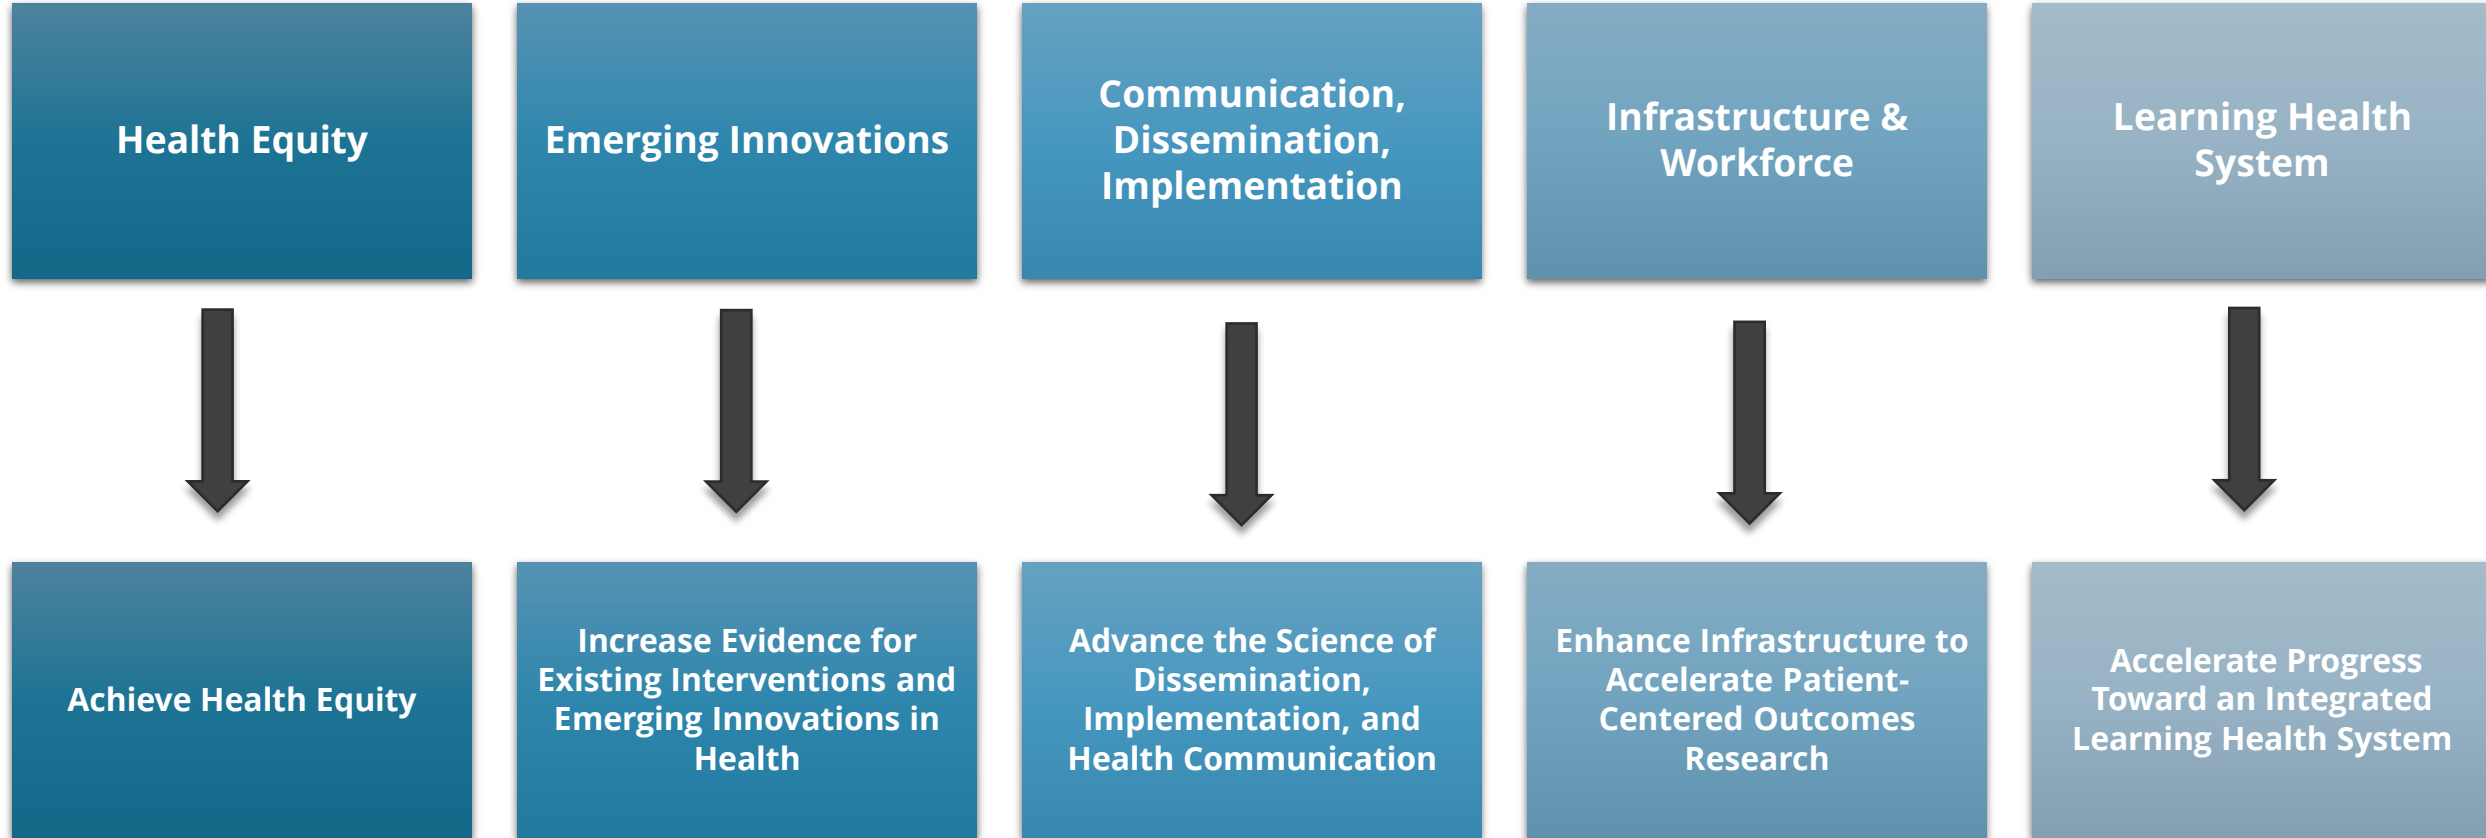 Health Equity
Emerging Innovations
Communication,
Dissemination,
Implementation
Infrastructure &
Workforce
Learning Health
System
Achieve Health Equity
Increase Evidence for
Existing Interventions and
Emerging Innovations in
Health
Advance the Science of
Dissemination,
Implementation, and
Health Communication
Enhance Infrastructure to
Accelerate Patient-
Centered Outcomes
Research
Accelerate Progress
Toward an Integrated
Learning Health System